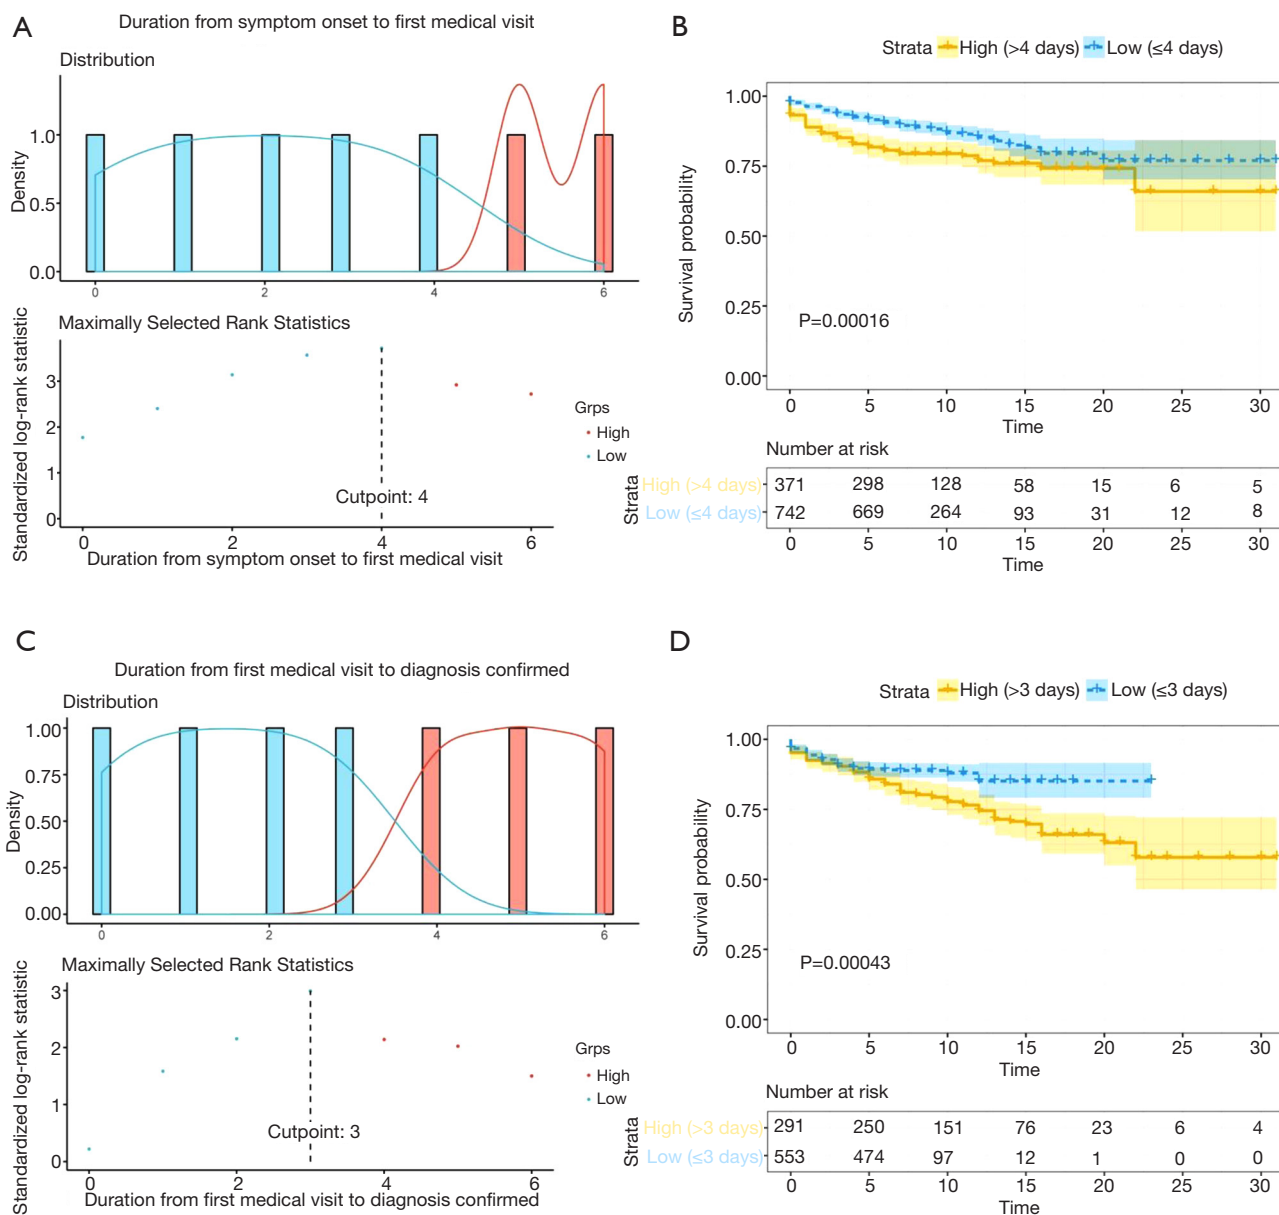 A
Duration from symptom onset to first medical visit
Distribution
Density
1.0
0.5
0.0
0 2 4 6
Maximally Selected Rank Statistics
Standardized log-rank statistic
3
2
1
0
Cutpoint: 4
Grps
High
Low
0 2 4 6
Duration from symptom onset to first medical visit
B
Strata High (>4 days) Low (≤4 days)
Survival probability
1.00
0.75
0.50
0.25
0.00
P=0.00016
0 5 10 15 20 25 30
Time
Number at risk
Strata
High (>4 days) 371 298 128 58 15 6 5
Low (≤4 days) 742 669 264 93 31 12 8
0 5 10 15 20 25 30
Time
C
Duration from first medical visit to diagnosis confirmed
Distribution
Density
1.00
0.75
0.50
0.25
0.00
0 2 4 6
Maximally Selected Rank Statistics
Standardized log-rank statistic
3
2
1
0
Cutpoint: 3
Grps
High
Low
0 2 4 6
Duration from first medical visit to diagnosis confirmed
D
Strata High (>3 days) Low (≤3 days)
Survival probability
1.00
0.75
0.50
0.25
0.00
P=0.00043
0 5 10 15 20 25 30
Time
Number at risk
Strata
High (>3 days) 291 250 151 76 23 6 4
Low (≤3 days) 553 474 97 12 1 0 0
0 5 10 15 20 25 30
Time